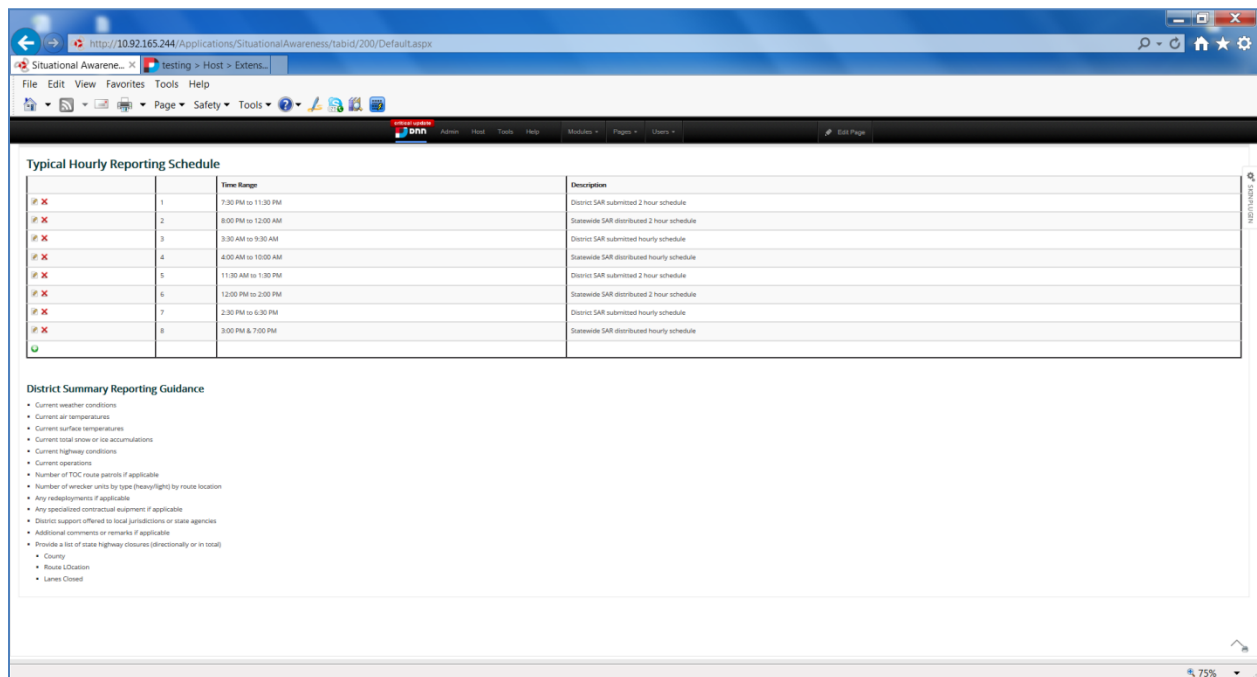 http://10.92.165.244/Applications/SituationalAwareness/tabid/200/Default.aspx
Situational Awarene... testing > Host > Extens...
File Edit View Favorites Tools Help
Page Safety Tools
critical update
DNN Admin Host Tools Help Modules Pages Users Edit Page
Typical Hourly Reporting Schedule
Time Range Description
1 7:30 PM to 11:30 PM District SAR submitted 2 hour schedule
2 8:00 PM to 12:00 AM Statewide SAR distributed 2 hour schedule
3 3:30 AM to 9:30 AM District SAR submitted hourly schedule
4 4:00 AM to 10:00 AM Statewide SAR distributed hourly schedule
5 11:30 AM to 1:30 PM District SAR submitted 2 hour schedule
6 12:00 PM to 2:00 PM Statewide SAR distributed 2 hour schedule
7 2:30 PM to 6:30 PM District SAR submitted hourly schedule
8 3:00 PM & 7:00 PM Statewide SAR distributed hourly schedule
SKINPLUGEN
District Summary Reporting Guidance
• Current weather conditions
• Current air temperatures
• Current surface temperatures
• Current total snow or ice accumulations
• Current highway conditions
• Current operations
• Number of TOC route patrols if applicable
• Number of wrecker units by type (heavy/light) by route location
• Any redeployments if applicable
• Any specialized contractual euipment if applicable
• District support offered to local jurisdictions or state agencies
• Additional comments or remarks if applicable
• Provide a list of state highway closures (directionally or in total)
• County
• Route LOcation
• Lanes Closed
75%